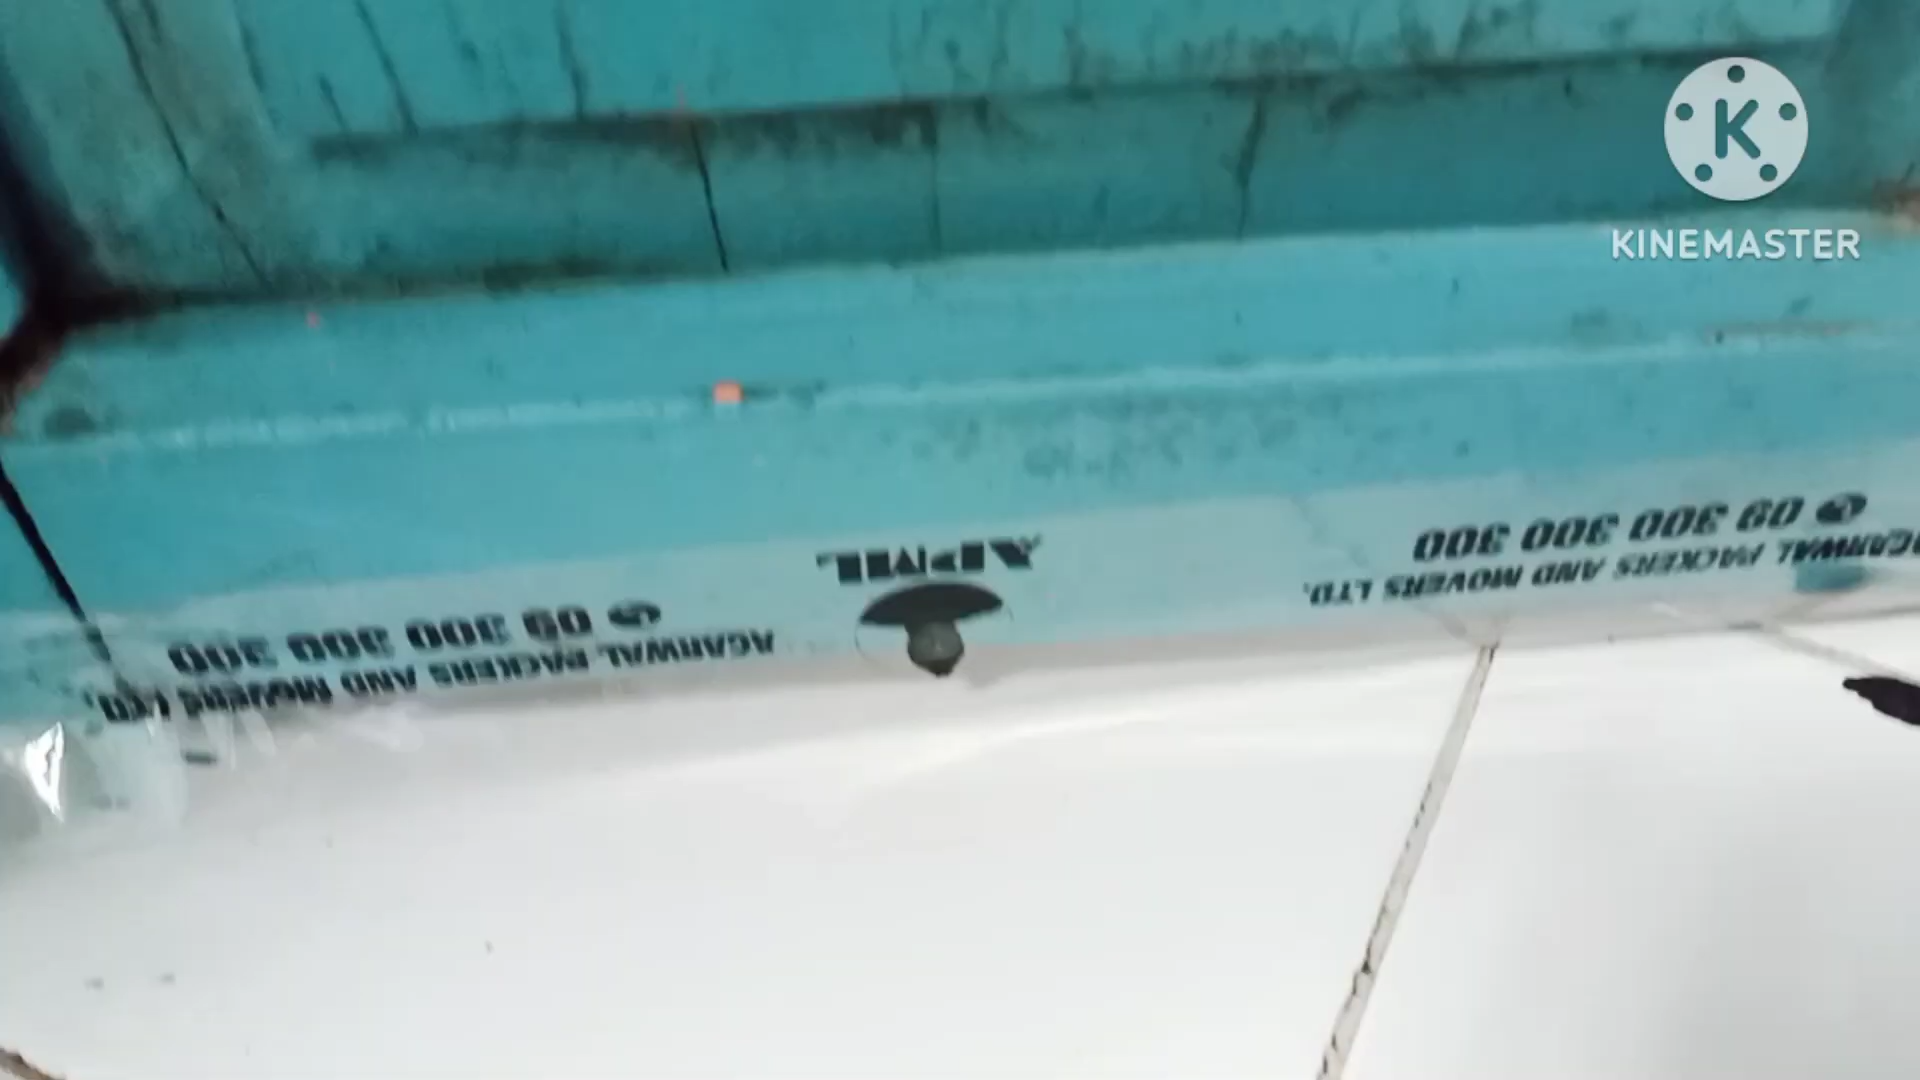 KINEMASTER
APML
09 300 300 300
AGARWAL PACKERS AND MOVERS LTD.
09 300 300 300
AGARWAL PACKERS AND MOVERS LTD.